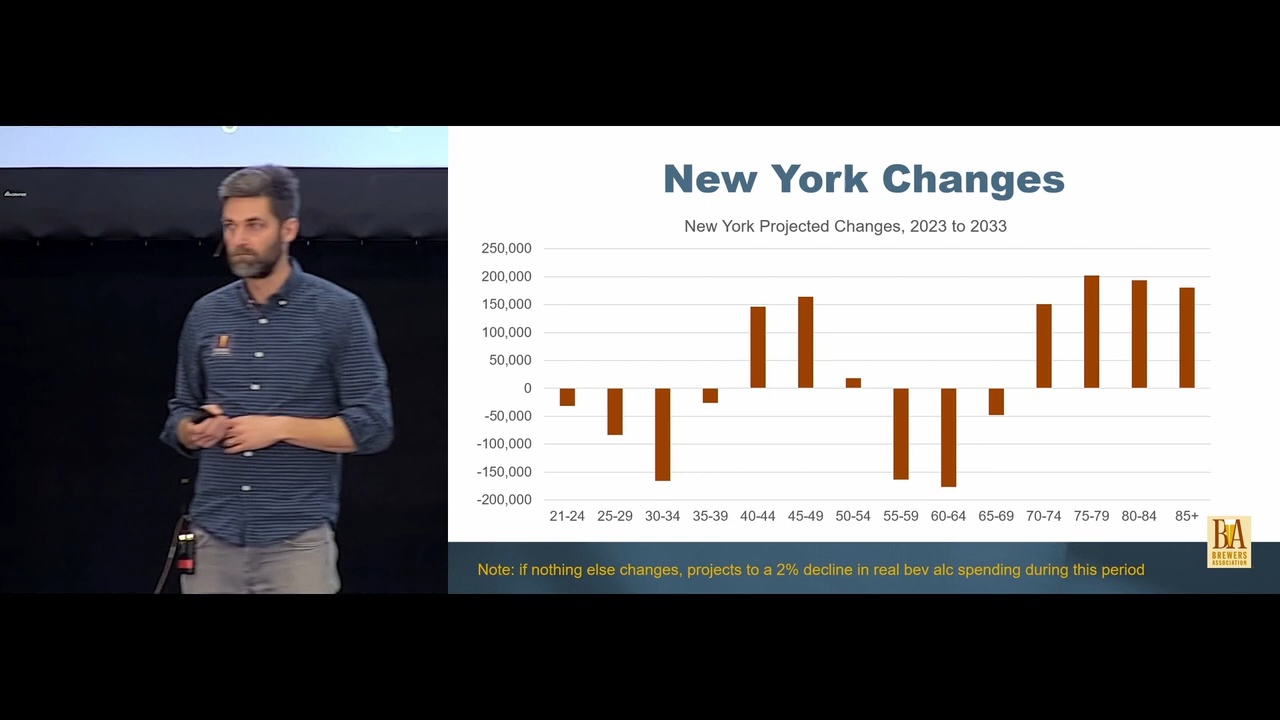 New York Changes
New York Projected Changes, 2023 to 2033
250,000
200,000
150,000
100,000
50,000
0
-50,000
-100,000
-150,000
-200,000
21-24 25-29 30-34 35-39 40-44 45-49 50-54 55-59 60-64 65-69 70-74 75-79 80-84 85+
BA
BREWERS
ASSOCIATION
Note: if nothing else changes, projects to a 2% decline in real bev alc spending during this period